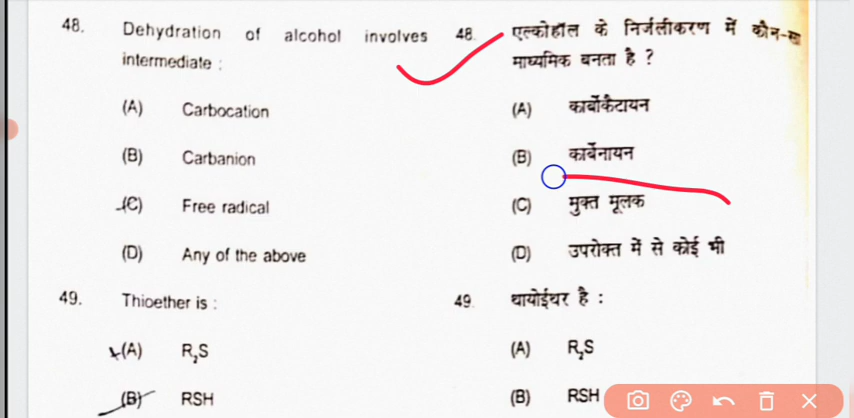 48. Dehydration of alcohol involves
intermediate :
(A) Carbocation
(B) Carbanion
(C) Free radical
(D) Any of the above
49. Thioether is :
(A) R₂S
(B) RSH
48 एल्कोहॉल के निर्जलीकरण में कौन-सा
माध्यमिक बनता है ?
(A) कार्बोकैटायन
(B) कार्बेनायन
(C) मुक्त मूलक
(D) उपरोक्त में से कोई भी
49. थायोईथर है :
(A) R₂S
(B) RSH